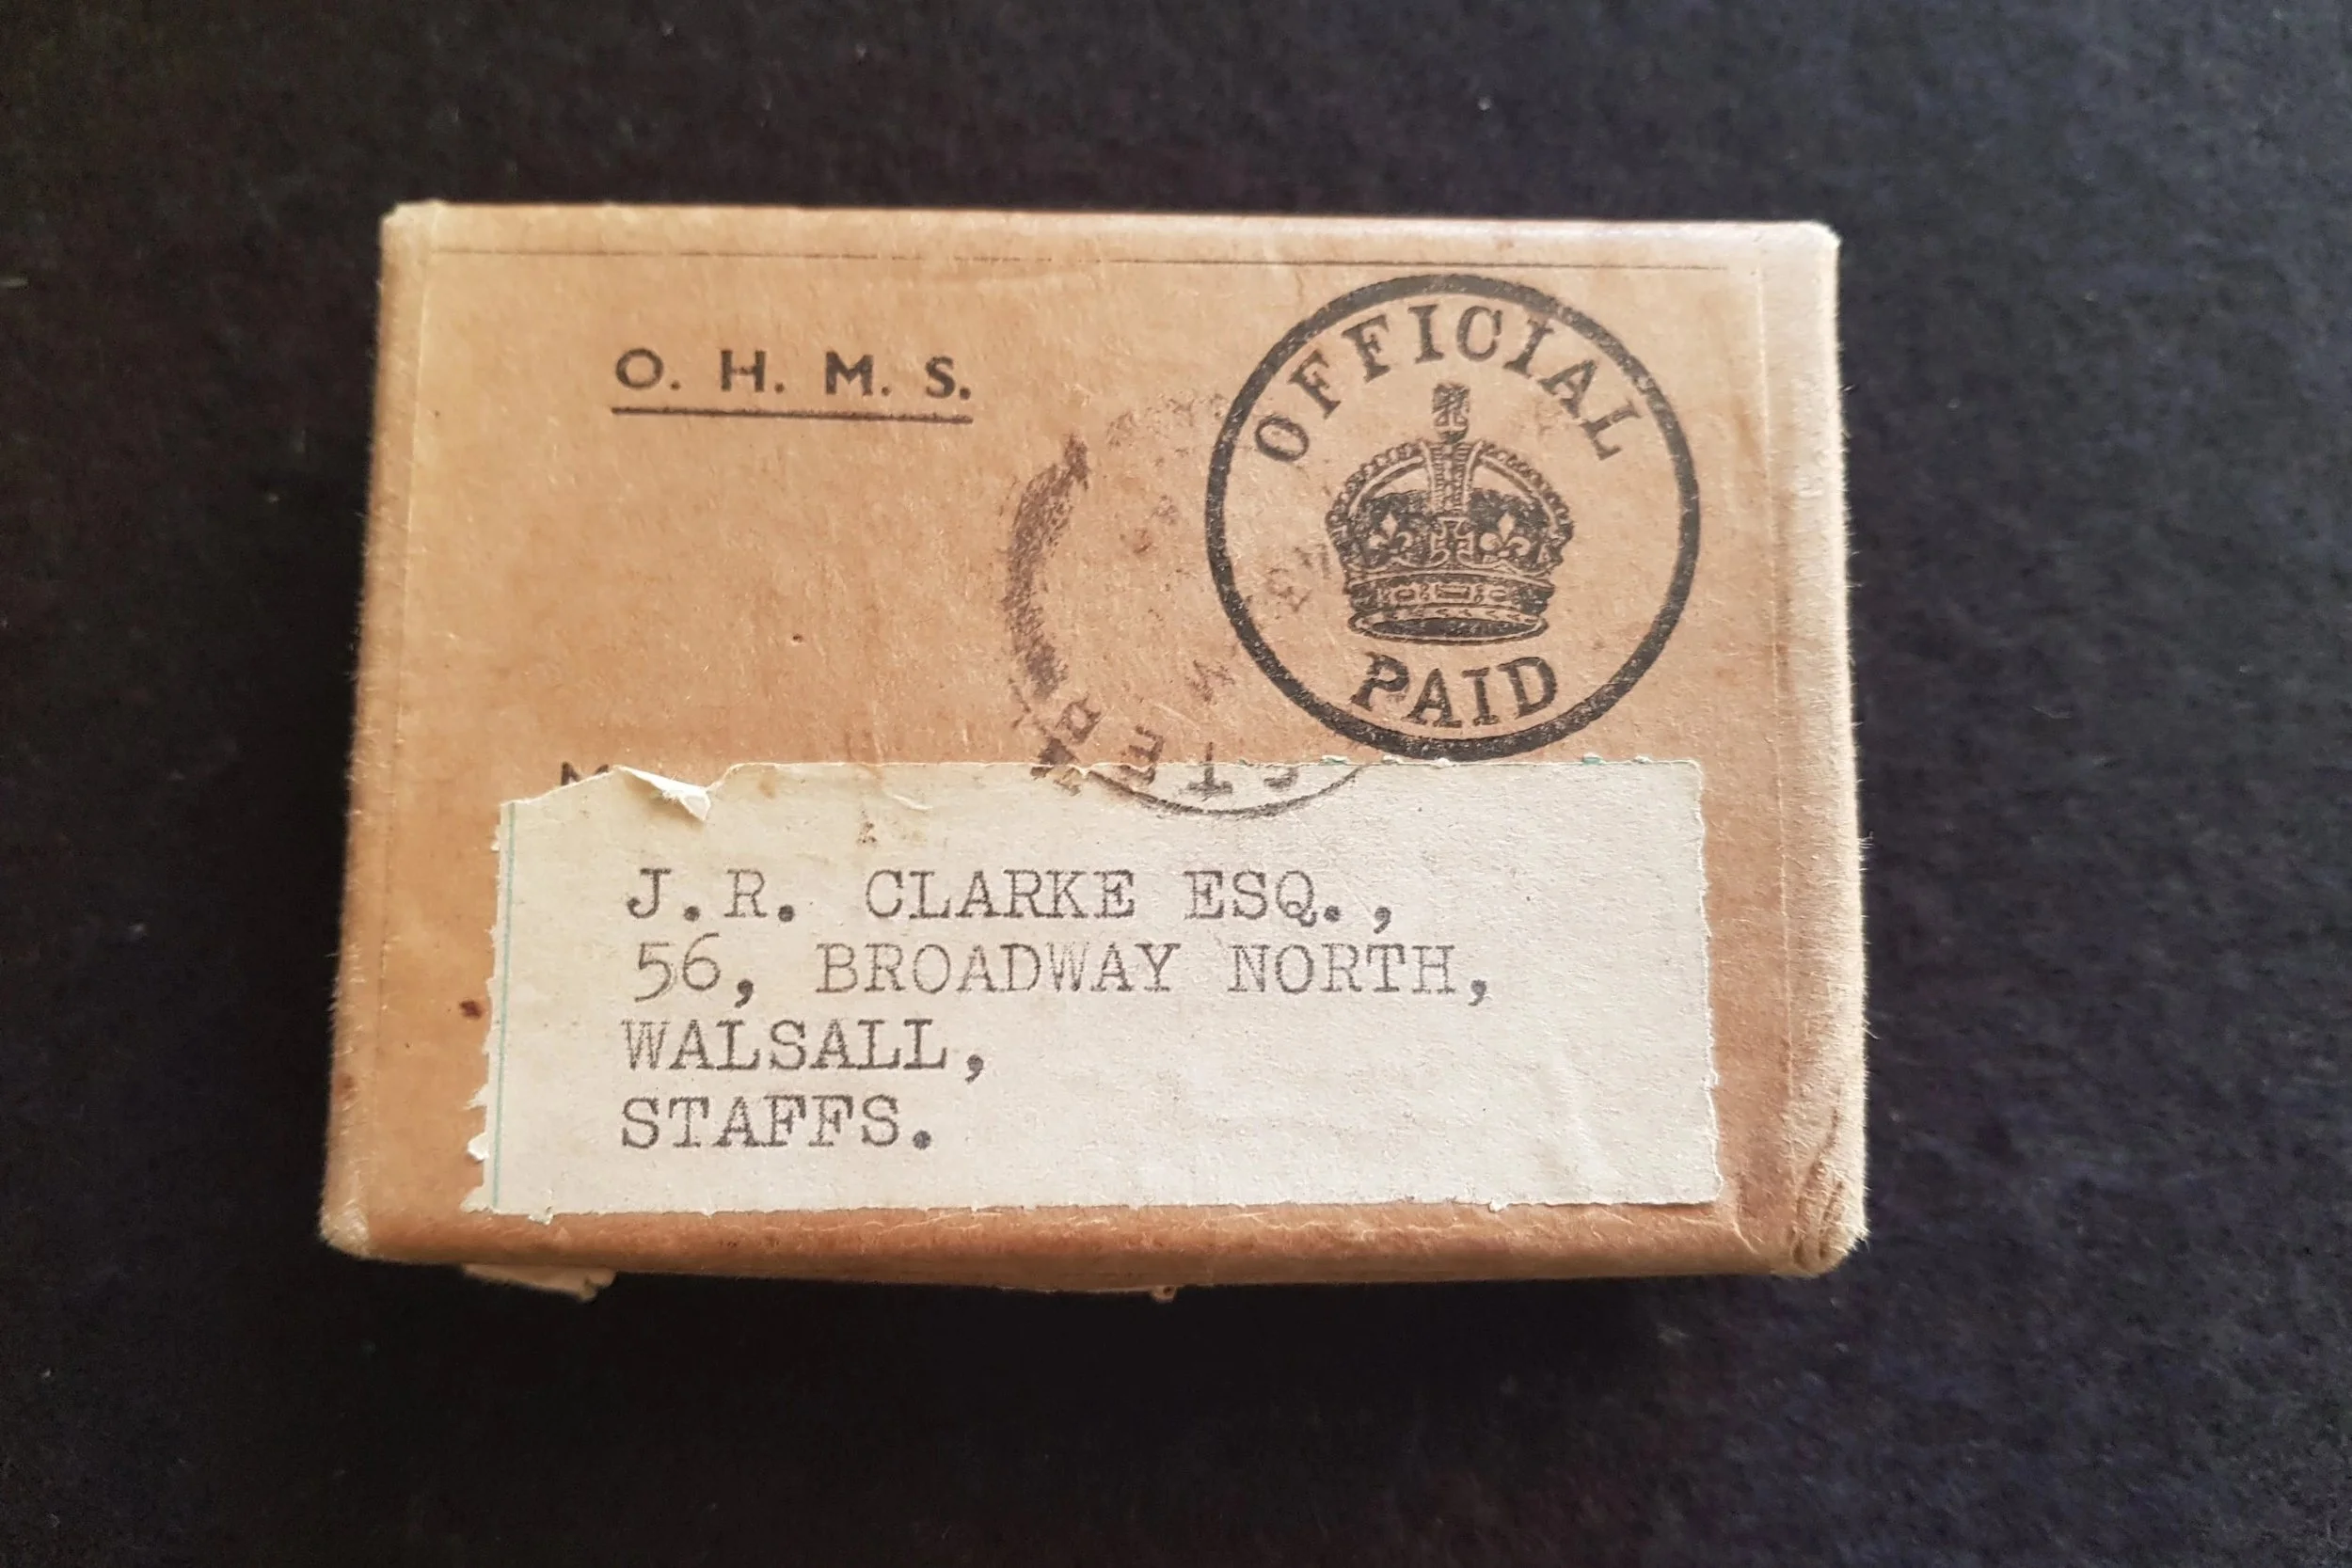 O. H. M. S.
OFFICIAL
PAID
J.R. CLARKE ESQ.,
56, BROADWAY NORTH,
WALSALL,
STAFFS.